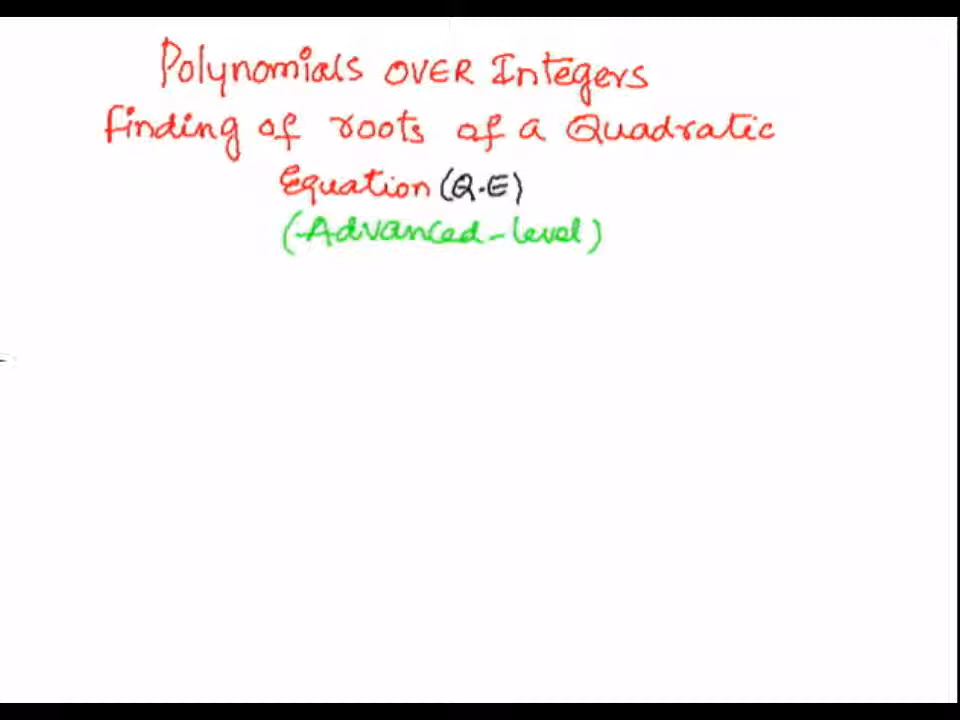 Polynomials OVER Integers
Finding of roots of a Quadratic
Equation (Q.E)
(Advanced-level)